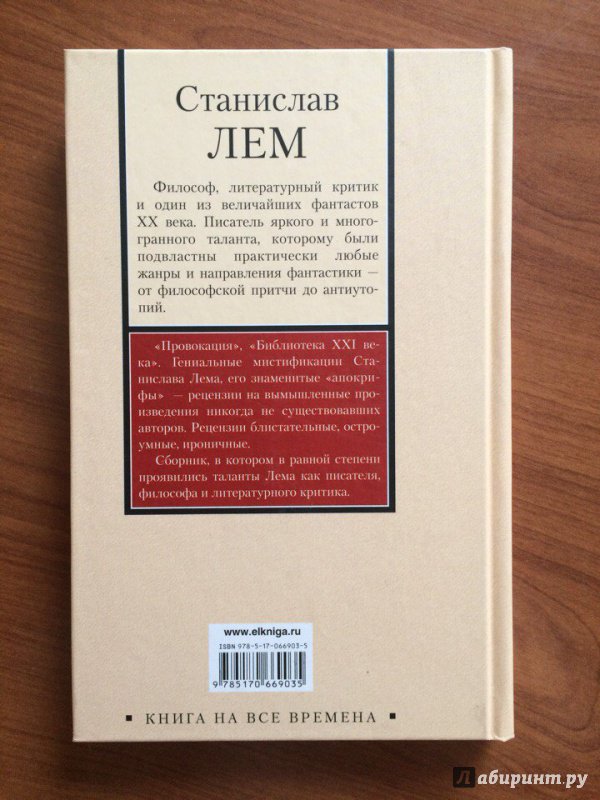 Станислав
ЛЕМ
Философ, литературный критик
и один из величайших фантастов
XX века. Писатель яркого и много-
гранного таланта, которому были
подвластны практически любые
жанры и направления фантастики —
от философской притчи до антиуто-
пий.
«Провокация», «Библиотека XXI ве-
ка». Гениальные мистификации Ста-
нислава Лема, его знаменитые «апокри-
фы» — рецензии на вымышленные про-
изведения никогда не существовавших
авторов. Рецензии блистательные, остро-
умные, ироничные.
Сборник, в котором в равной степени
проявились таланты Лема как писателя,
философа и литературного критика.
www.elkniga.ru
ISBN 978-5-17-066903-5
9 785170 669035
▪ КНИГА НА ВСЕ ВРЕМЕНА ▪
Лабиринт.ру